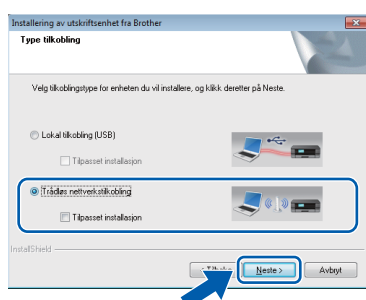 Installering av utskriftsenhet fra Brother
Type tilkobling
Velg tilkoblingstype for enheten du vil installere, og klikk deretter på Neste.
Lokal tilkobling (USB)
Tilpasset installasjon
Trådløs nettverkstilkobling
Tilpasset installasjon
InstallShield
Neste > Avbryt